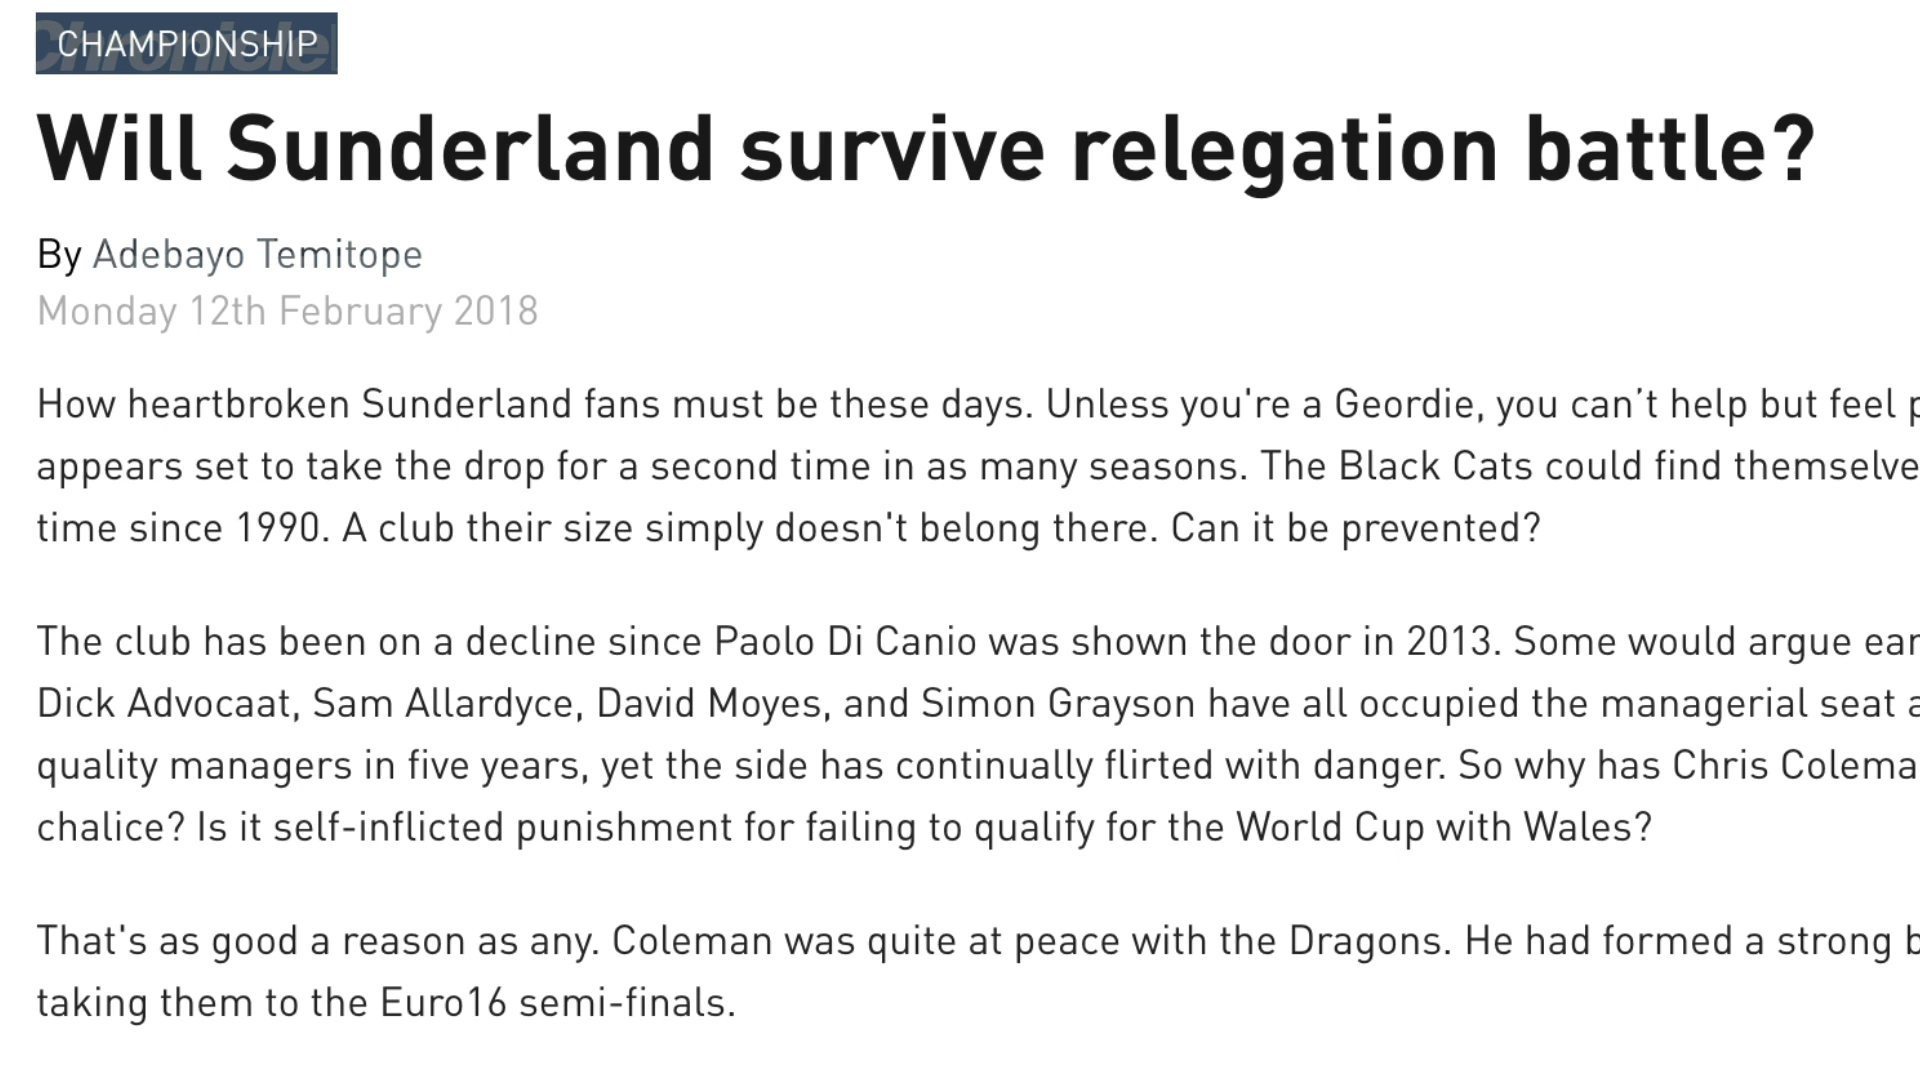 CHAMPIONSHIP
Chronicle
Will Sunderland survive relegation battle?
By Adebayo Temitope
Monday 12th February 2018
How heartbroken Sunderland fans must be these days. Unless you're a Geordie, you can’t help but feel
appears set to take the drop for a second time in as many seasons. The Black Cats could find themselve
time since 1990. A club their size simply doesn't belong there. Can it be prevented?
The club has been on a decline since Paolo Di Canio was shown the door in 2013. Some would argue ear
Dick Advocaat, Sam Allardyce, David Moyes, and Simon Grayson have all occupied the managerial seat a
quality managers in five years, yet the side has continually flirted with danger. So why has Chris Colema
chalice? Is it self-inflicted punishment for failing to qualify for the World Cup with Wales?
That's as good a reason as any. Coleman was quite at peace with the Dragons. He had formed a strong b
taking them to the Euro16 semi-finals.